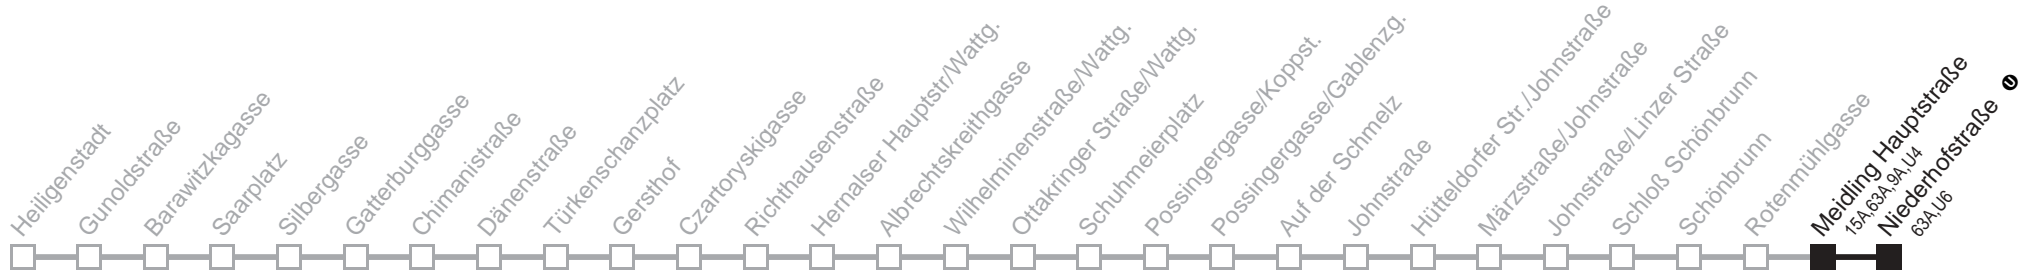 Heiligenstadt
Gunoldstraße
Barawitzkagasse
Saarplatz
Silbergasse
Gatterburggasse
Chimanistraße
Dänenstraße
Türkenschanzplatz
Gersthof
Czartoryskigasse
Richthausenstraße
Hernalser Hauptstr/Wattg.
Albrechtskreithgasse
Wilhelminenstraße/Wattg.
Ottakringer Straße/Wattg.
Schuhmeierplatz
Possingergasse/Koppst.
Possingergasse/Gablenzg.
Auf der Schmelz
Johnstraße
Hütteldorfer Str./Johnstraße
Märzstraße/Johnstraße
Johnstraße/Linzer Straße
Schloß Schönbrunn
Schönbrunn
Rotenmühlgasse
Meidling Hauptstraße
15A,63A,9A,U4
Niederhofstraße U
63A,U6